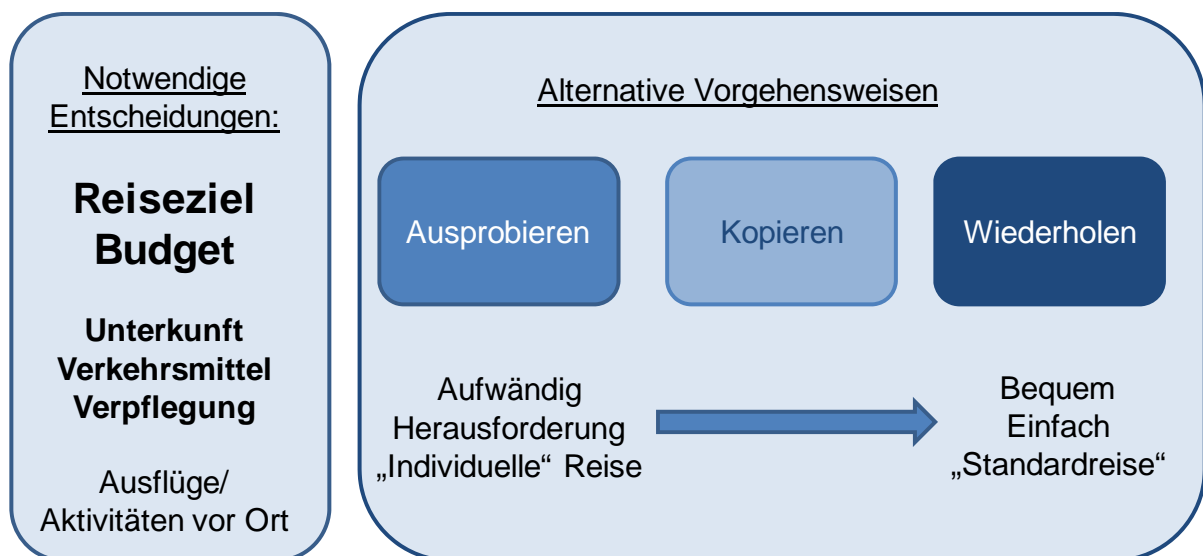 Notwendige
Entscheidungen:
Reiseziel
Budget
Unterkunft
Verkehrsmittel
Verpflegung
Ausflüge/
Aktivitäten vor Ort
Alternative Vorgehensweisen
Ausprobieren
Kopieren
Wiederholen
Aufwändig
Herausforderung
„Individuelle“ Reise
Bequem
Einfach
„Standardreise“